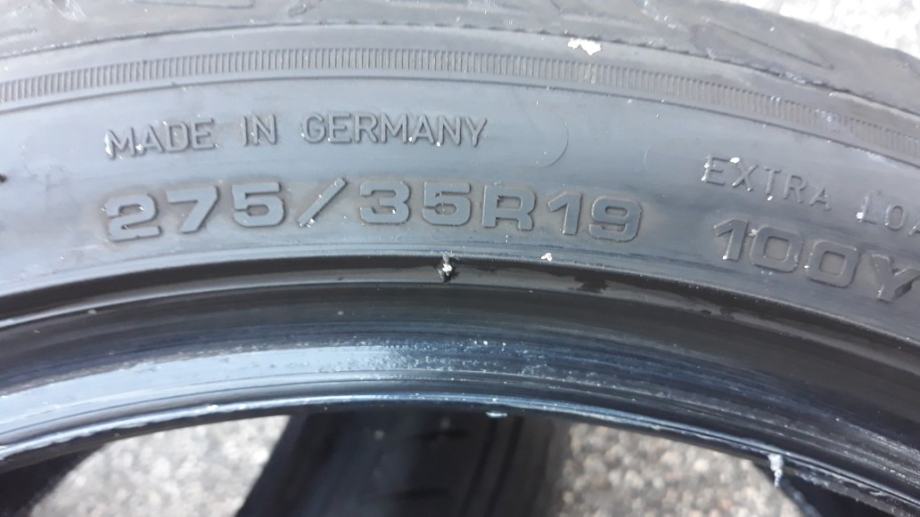 MADE IN GERMANY
275/35R19
EXTRA
100Y